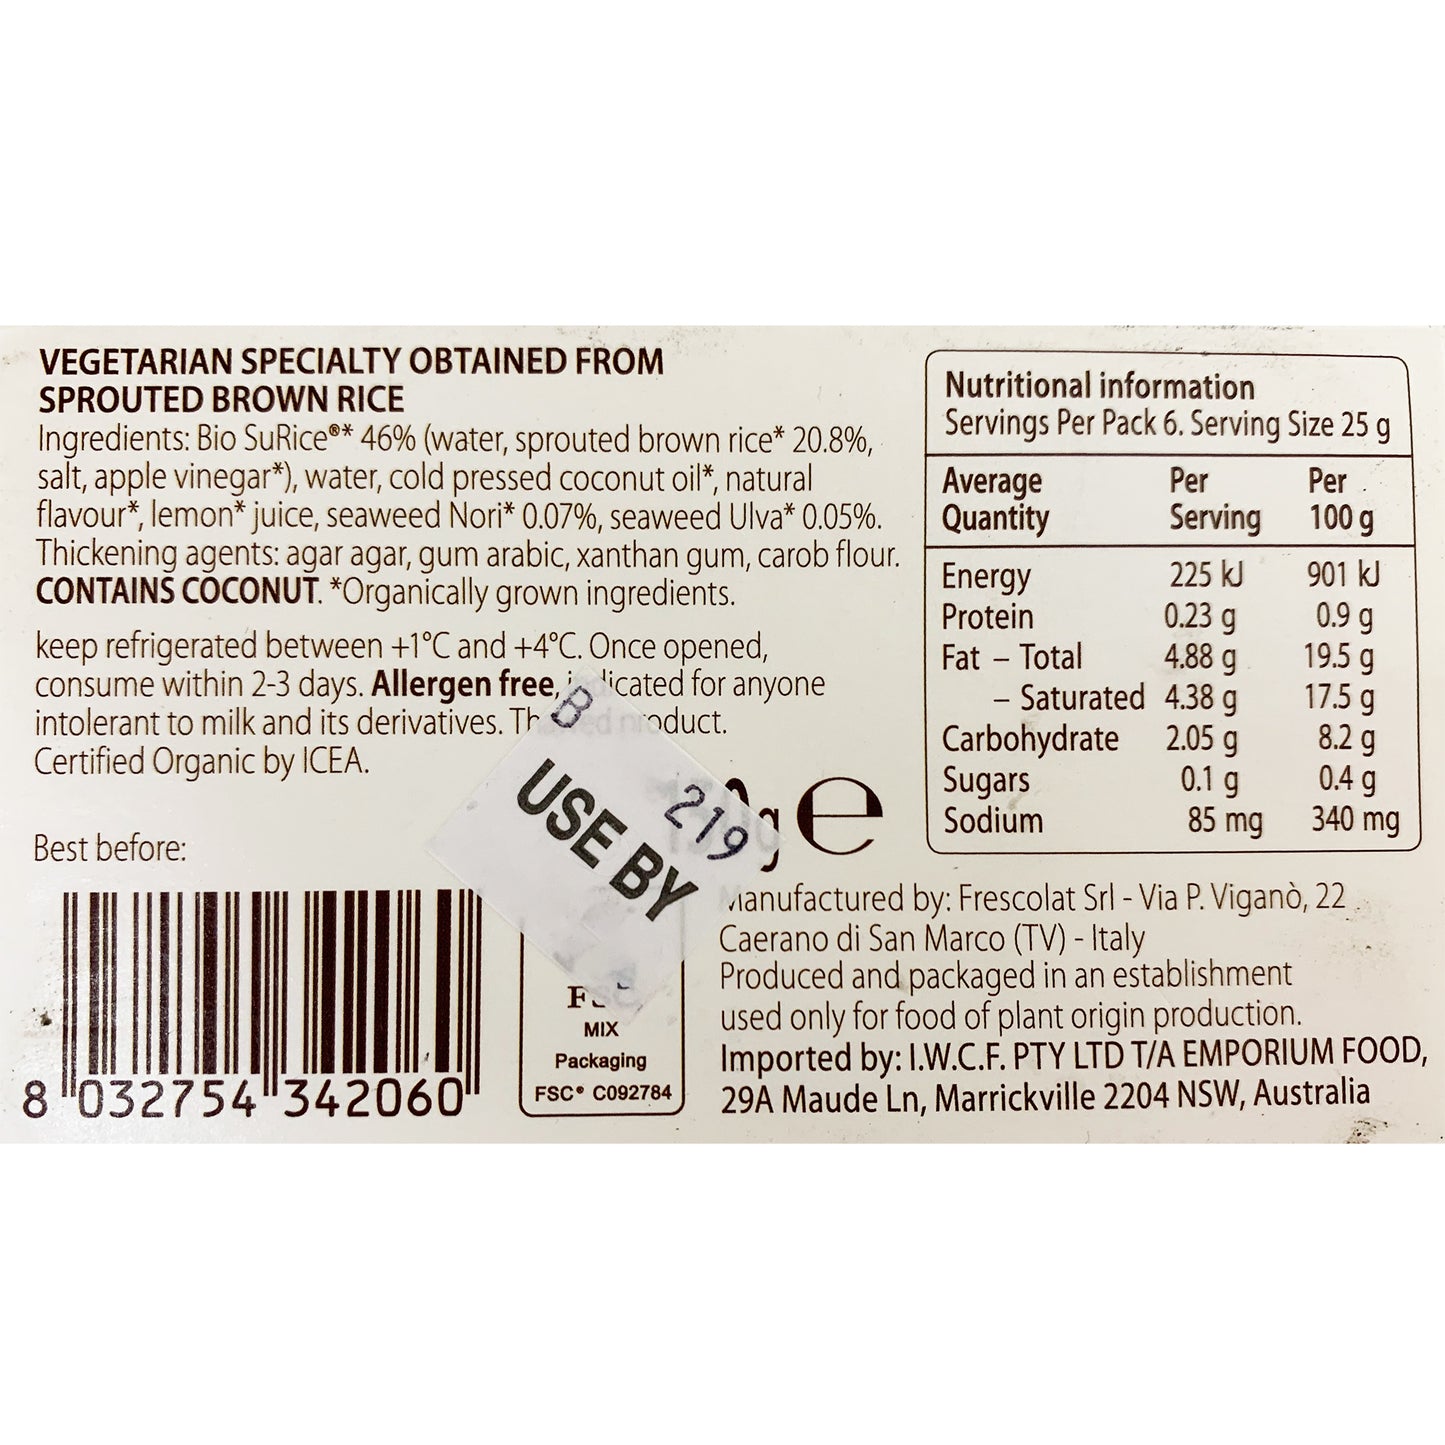 VEGETARIAN SPECIALTY OBTAINED FROM
SPROUTED BROWN RICE
Ingredients: Bio SuRice®* 46% (water, sprouted brown rice* 20.8%,
salt, apple vinegar*), water, cold pressed coconut oil*, natural
flavour*, lemon* juice, seaweed Nori* 0.07%, seaweed Ulva* 0.05%.
Thickening agents: agar agar, gum arabic, xanthan gum, carob flour.
CONTAINS COCONUT. *Organically grown ingredients.
keep refrigerated between +1°C and +4°C. Once opened,
consume within 2-3 days. Allergen free, for anyone
intolerant to milk and its derivatives.
Certified Organic by ICEA.
Best before:
B
219
USE BY
g e
8 032754 342060
MIX
Packaging
FSC® C092784
Nutritional information
Servings Per Pack 6. Serving Size 25 g
Average Quantity Per Serving Per 100 g
Energy 225 kJ 901 kJ
Protein 0.23 g 0.9 g
Fat – Total 4.88 g 19.5 g
– Saturated 4.38 g 17.5 g
Carbohydrate 2.05 g 8.2 g
Sugars 0.1 g 0.4 g
Sodium 85 mg 340 mg
Manufactured by: Frescolat Srl - Via P. Viganò, 22
Caerano di San Marco (TV) - Italy
Produced and packaged in an establishment
used only for food of plant origin production.
Imported by: I.W.C.F. PTY LTD T/A EMPORIUM FOOD,
29A Maude Ln, Marrickville 2204 NSW, Australia